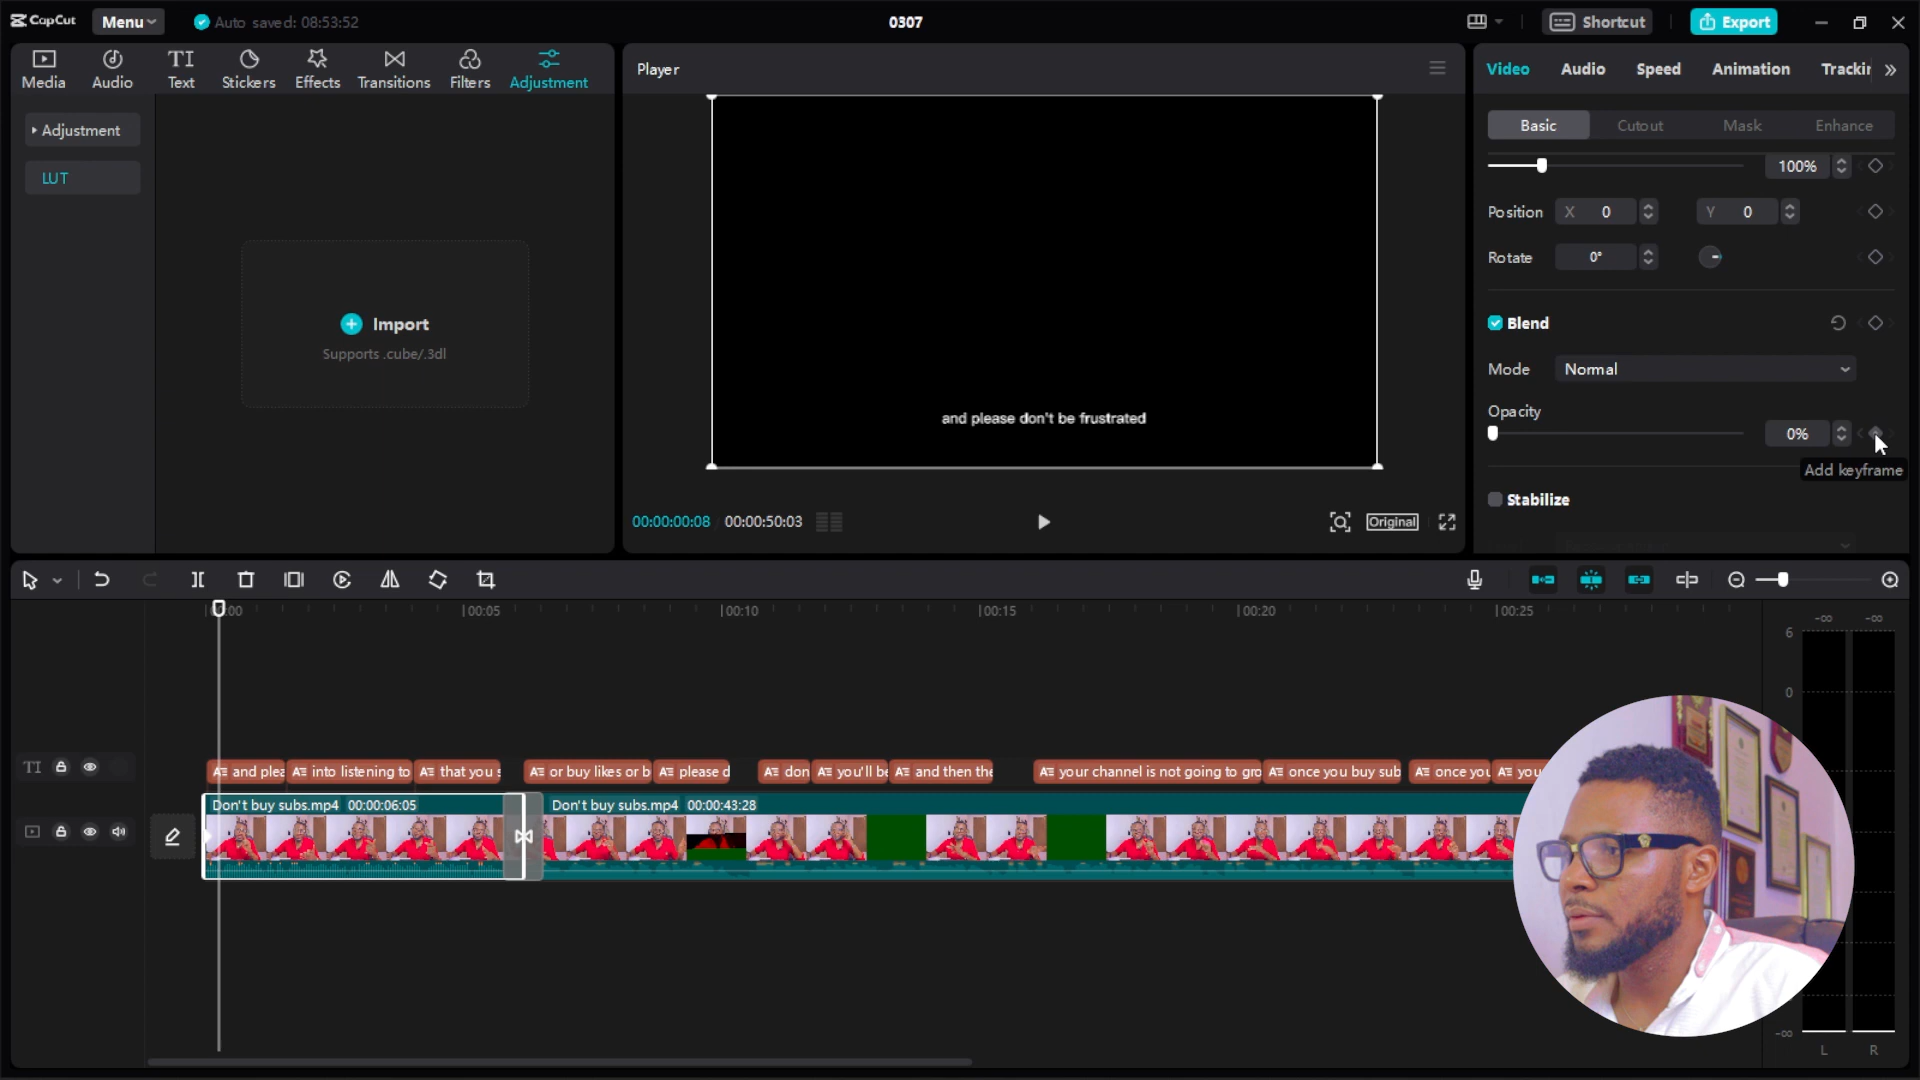 CapCut
Menu
Auto saved: 08:53:52
0307
Shortcut
Export
Media
Audio
Text
Stickers
Effects
Transitions
Filters
Adjustment
Adjustment
LUT
Import
Supports .cube/.3dl
Player
and please don't be frustrated
00:00:00:08
00:00:50:03
Original
Video
Audio
Speed
Animation
Trackin
Basic
Cutout
Mask
Enhance
100%
Position
X 0
Y 0
Rotate
0°
Blend
Mode
Normal
Opacity
0%
Add keyframe
Stabilize
00:00
00:05
00:10
00:15
00:20
00:25
TI
and plea
into listening to
that you s
or buy likes or b
please d
don
you'll be
and then the
your channel is not going to gro
once you buy sub
once you
you
Don't buy subs.mp4 00:00:06:05
Don't buy subs.mp4 00:00:43:28
-∞
-∞
6
0
-∞
L
R